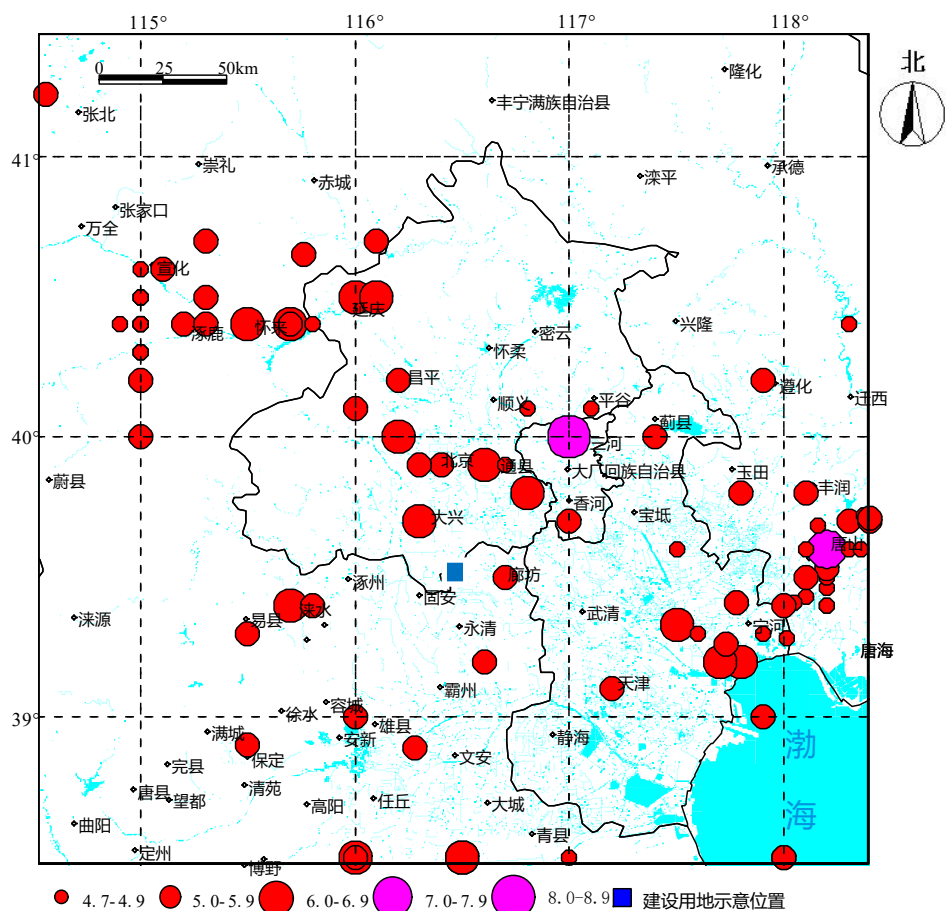 115° 116° 117° 118°
0 25 50km
北
隆化
丰宁满族自治县
张北
41°
崇礼
赤城
滦平
承德
张家口
万全
宣化
延庆
密云
兴隆
涿鹿
怀来
怀柔
昌平
顺义
平谷
遵化
迁西
蓟县
40°
三河
北京
通县
大厂回族自治县
玉田
蔚县
丰润
香河
大兴
宝坻
唐山
廊坊
涿州
固安
武清
涞源
易县
涞水
永清
宁河
唐海
天津
霸州
容城
徐水
39°
雄县
满城
安新
静海
渤
保定
文安
完县
清苑
唐县
望都
高阳
任丘
大城
海
曲阳
青县
定州
博野
4.7-4.9 5.0-5.9 6.0-6.9 7.0-7.9 8.0-8.9 建设用地示意位置